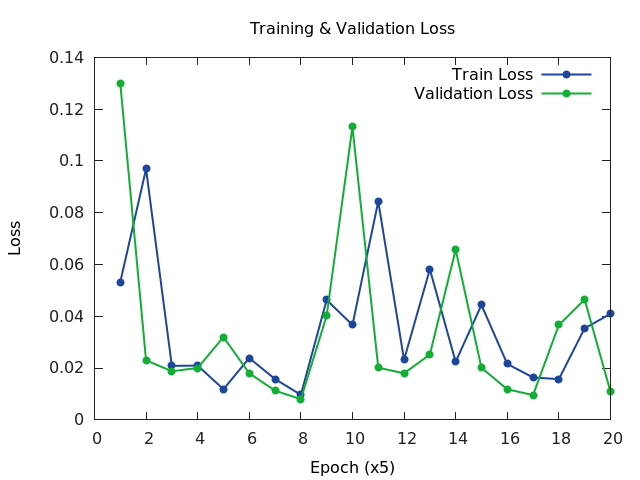 Training & Validation Loss
Train Loss
Validation Loss
0.14
0.12
0.1
0.08
0.06
0.04
0.02
0
Loss
0 2 4 6 8 10 12 14 16 18 20
Epoch (x5)